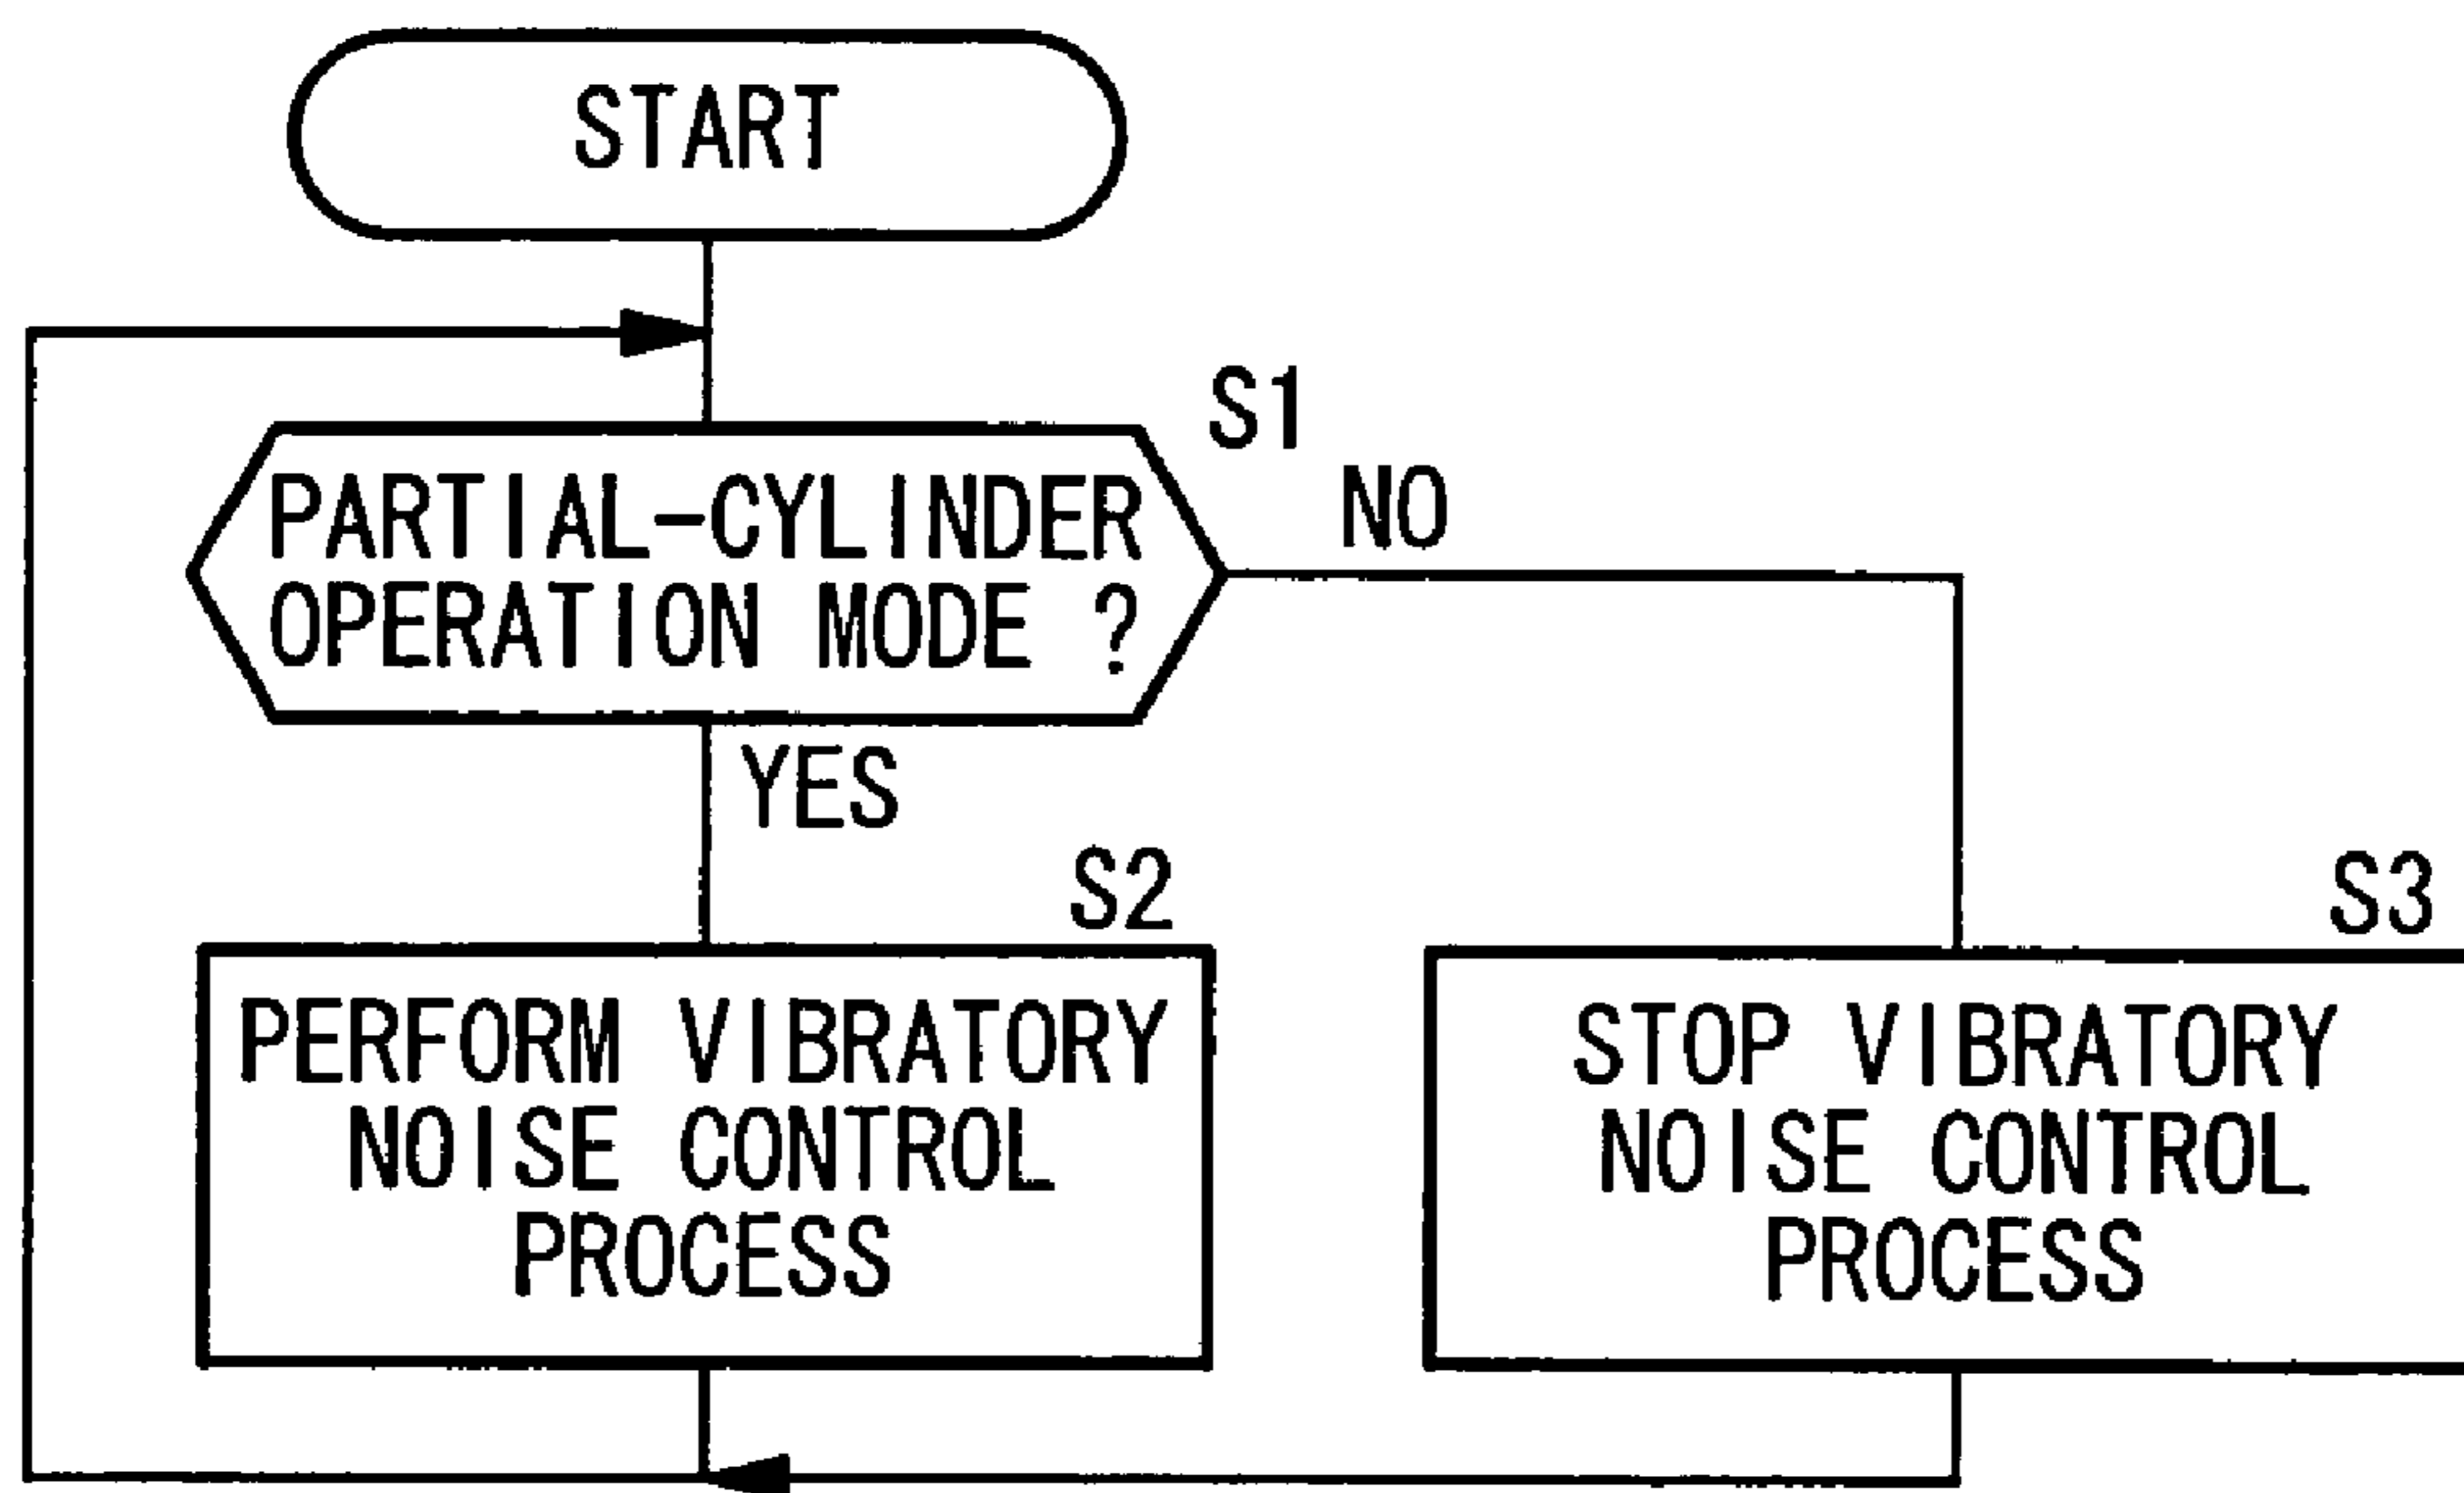 START
S1
NO
PARTIAL-CYLINDER
OPERATION MODE ?
YES
S2
PERFORM VIBRATORY
NOISE CONTROL
PROCESS
S3
STOP VIBRATORY
NOISE CONTROL
PROCESS